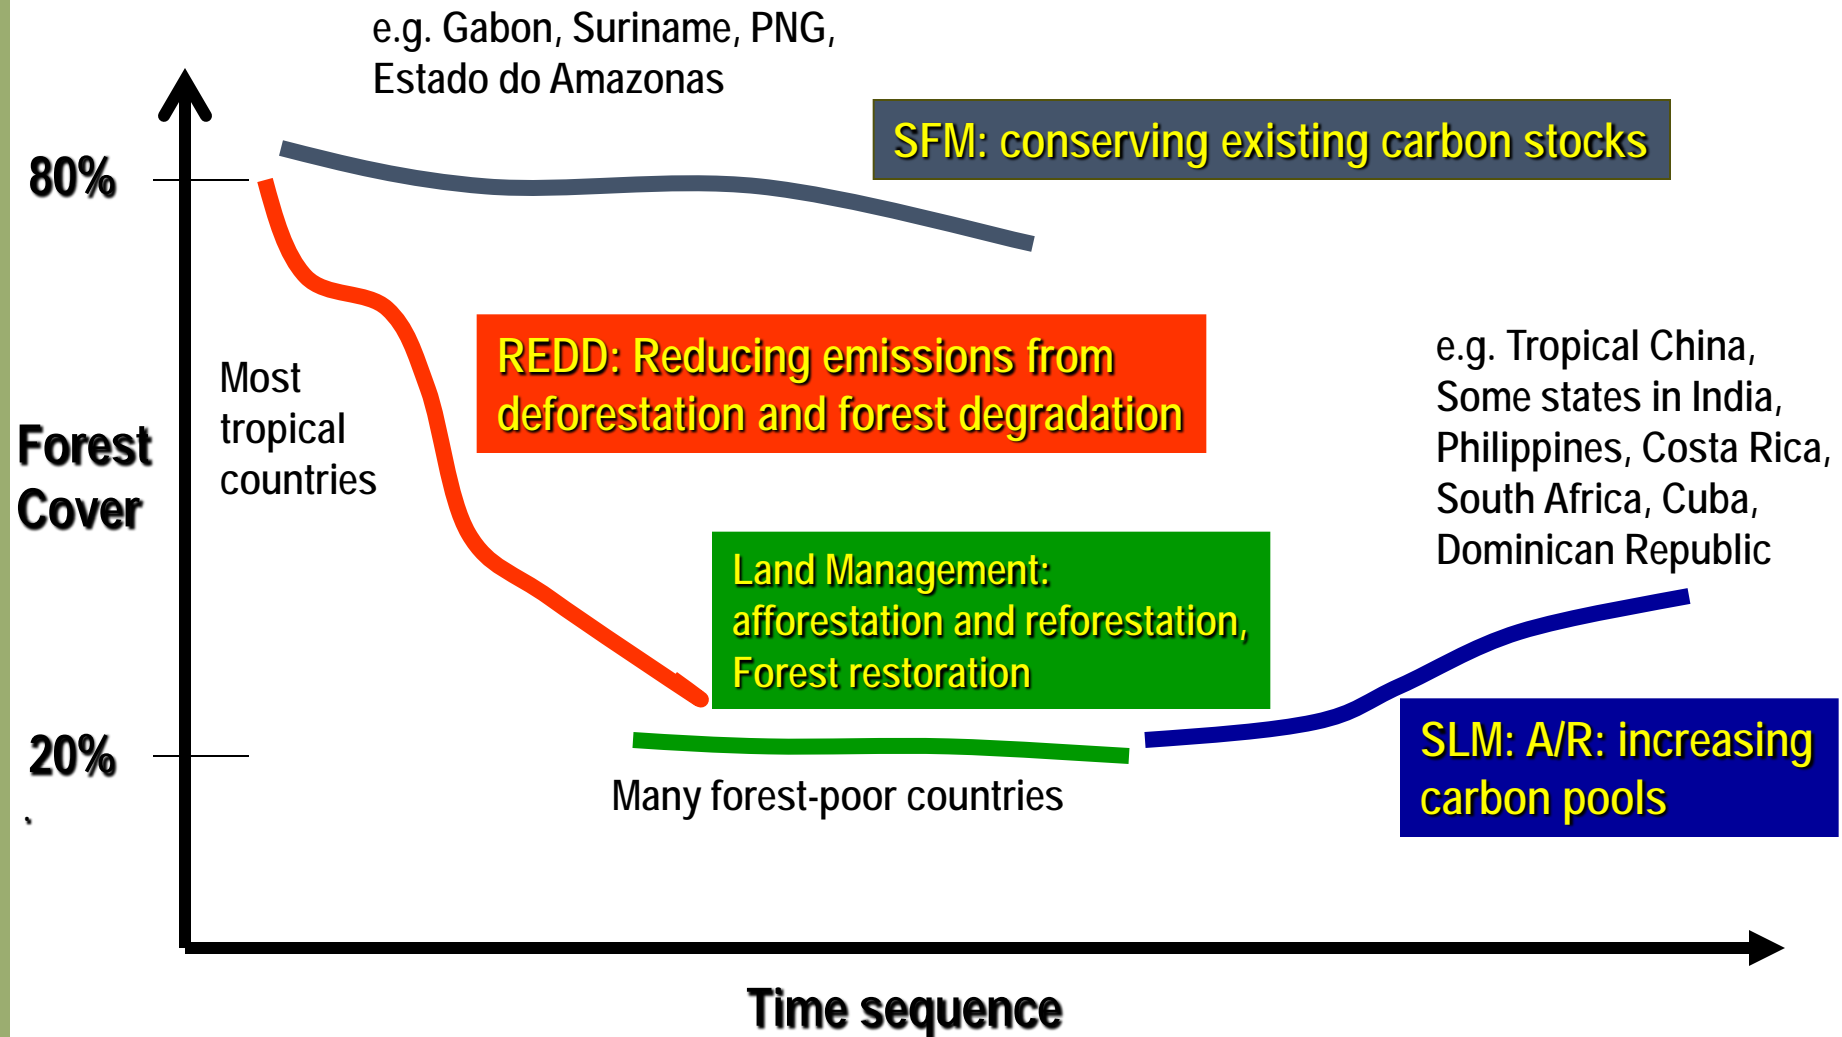 e.g. Gabon, Suriname, PNG,
Estado do Amazonas
SFM: conserving existing carbon stocks
80%
REDD: Reducing emissions from
deforestation and forest degradation
Most
tropical
countries
Forest
Cover
e.g. Tropical China,
Some states in India,
Philippines, Costa Rica,
South Africa, Cuba,
Dominican Republic
Land Management:
afforestation and reforestation,
Forest restoration
20%
.
Many forest-poor countries
SLM: A/R: increasing
carbon pools
Time sequence